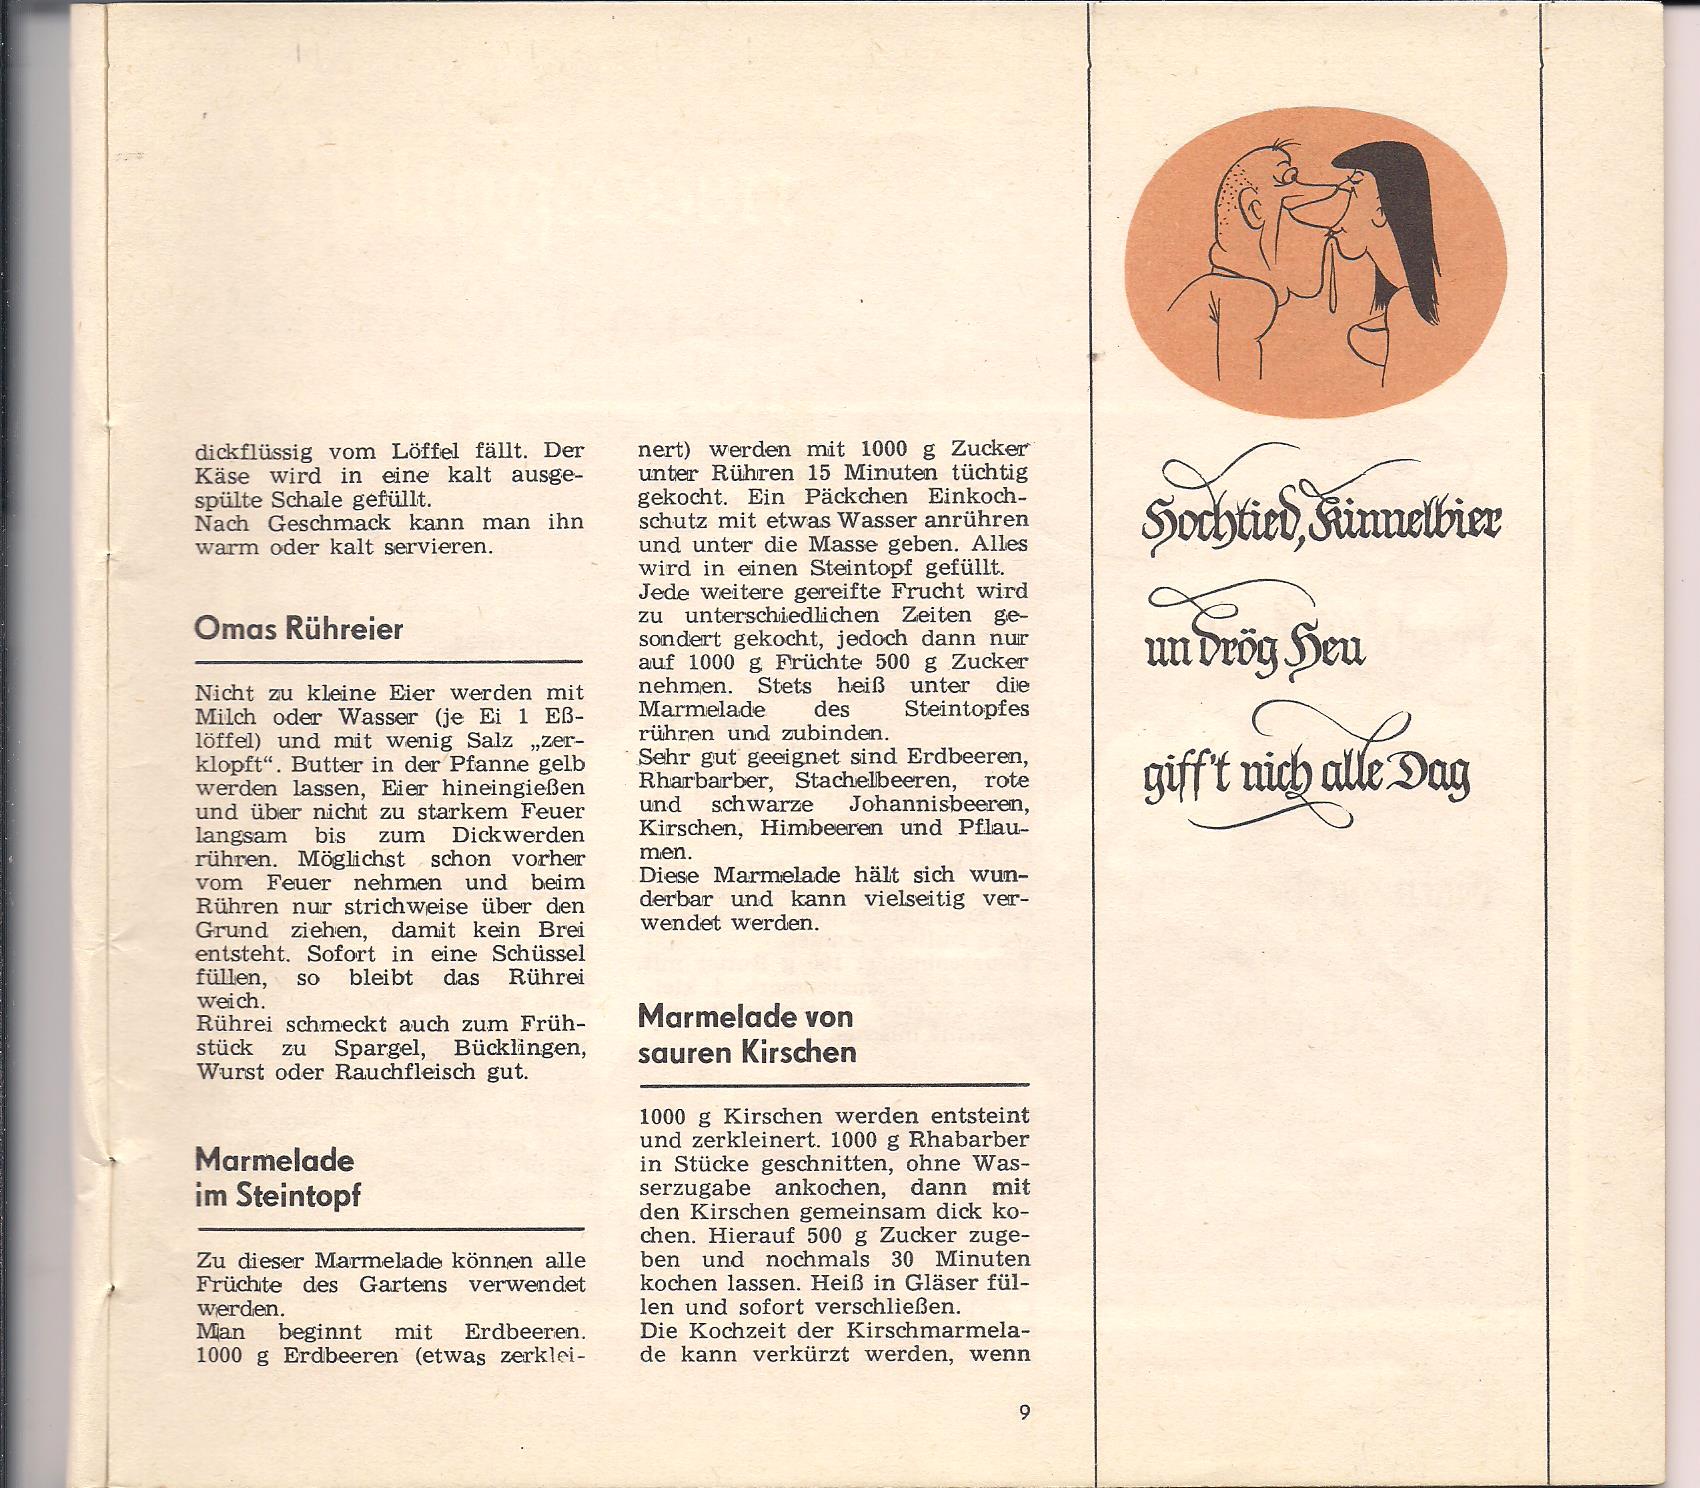 dickflüssig vom Löffel fällt. Der
Käse wird in eine kalt ausge-
spülte Schale gefüllt.
Nach Geschmack kann man ihn
warm oder kalt servieren.
Omas Rühreier
Nicht zu kleine Eier werden mit
Milch oder Wasser (je Ei 1 Eß-
löffel) und mit wenig Salz „zer-
klopft“. Butter in der Pfanne gelb
werden lassen, Eier hineingießen
und über nicht zu starkem Feuer
langsam bis zum Dickwerden
rühren. Möglichst schon vorher
vom Feuer nehmen und beim
Rühren nur strichweise über den
Grund ziehen, damit kein Brei
entsteht. Sofort in eine Schüssel
füllen, so bleibt das Rührei
weich.
Rührei schmeckt auch zum Früh-
stück zu Spargel, Bücklingen,
Wurst oder Rauchfleisch gut.
Marmelade
im Steintopf
Zu dieser Marmelade können alle
Früchte des Gartens verwendet
werden.
Man beginnt mit Erdbeeren.
1000 g Erdbeeren (etwas zerklei-
nert) werden mit 1000 g Zucker
unter Rühren 15 Minuten tüchtig
gekocht. Ein Päckchen Einkoch-
schutz mit etwas Wasser anrühren
und unter die Masse geben. Alles
wird in einen Steintopf gefüllt.
Jede weitere gereifte Frucht wird
zu unterschiedlichen Zeiten ge-
sondert gekocht, jedoch dann nur
auf 1000 g Früchte 500 g Zucker
nehmen. Stets heiß unter die
Marmelade des Steintopfes
rühren und zubinden.
Sehr gut geeignet sind Erdbeeren,
Rharbarber, Stachelbeeren, rote
und schwarze Johannisbeeren,
Kirschen, Himbeeren und Pflau-
men.
Diese Marmelade hält sich wun-
derbar und kann vielseitig ver-
wendet werden.
Marmelade von
sauren Kirschen
1000 g Kirschen werden entsteint
und zerkleinert. 1000 g Rhabarber
in Stücke geschnitten, ohne Was-
serzugabe ankochen, dann mit
den Kirschen gemeinsam dick ko-
chen. Hierauf 500 g Zucker zuge-
ben und nochmals 30 Minuten
kochen lassen. Heiß in Gläser fül-
len und sofort verschließen.
Die Kochzeit der Kirschmarmela-
de kann verkürzt werden, wenn
9
Hochtied, Kinnelbier
un drög Heu
giff't nich alle Dag